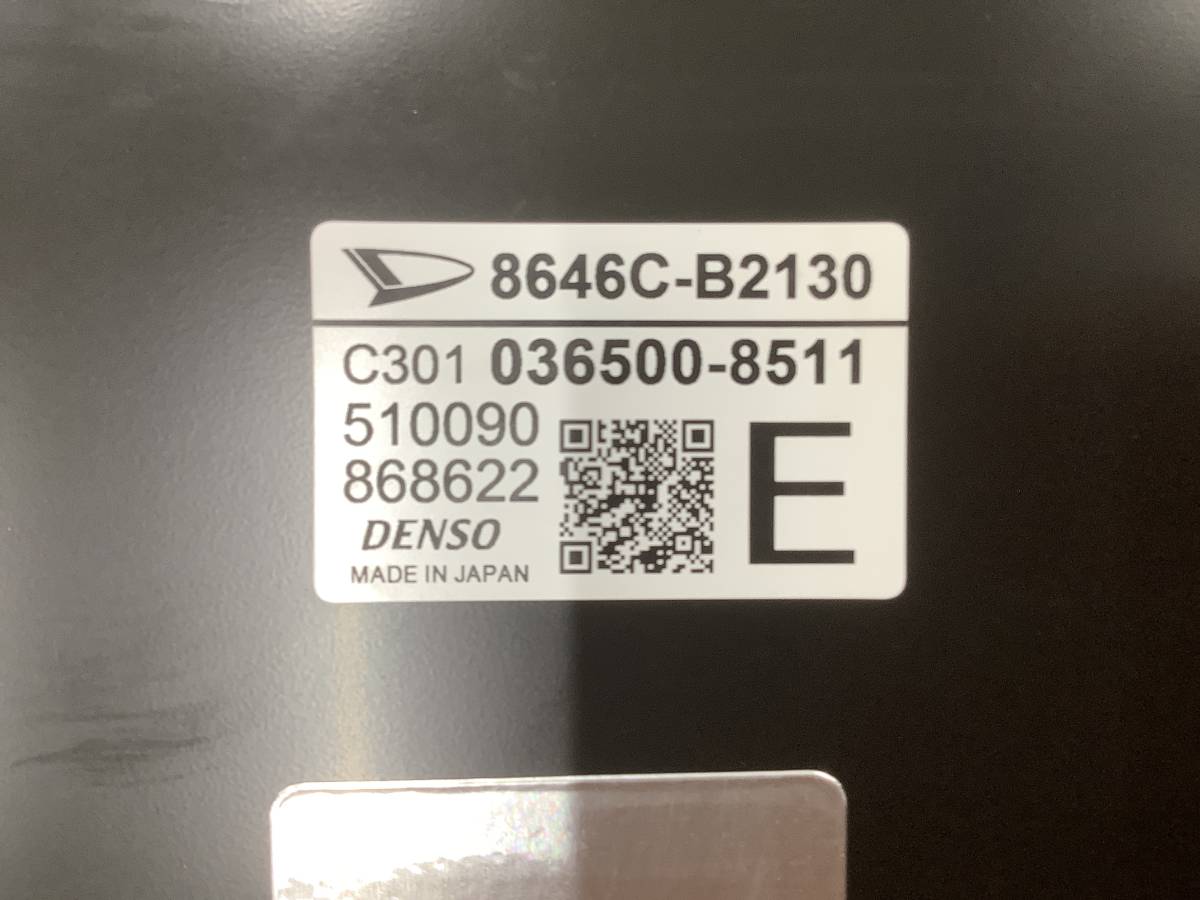 8646C-B2130
C301 036500-8511
510090
868622
E
DENSO
MADE IN JAPAN